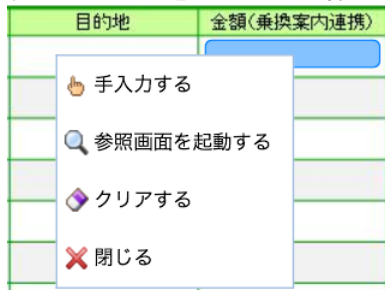 目的地 金額(乗換案内連携)
手入力する
参照画面を起動する
クリアする
閉じる